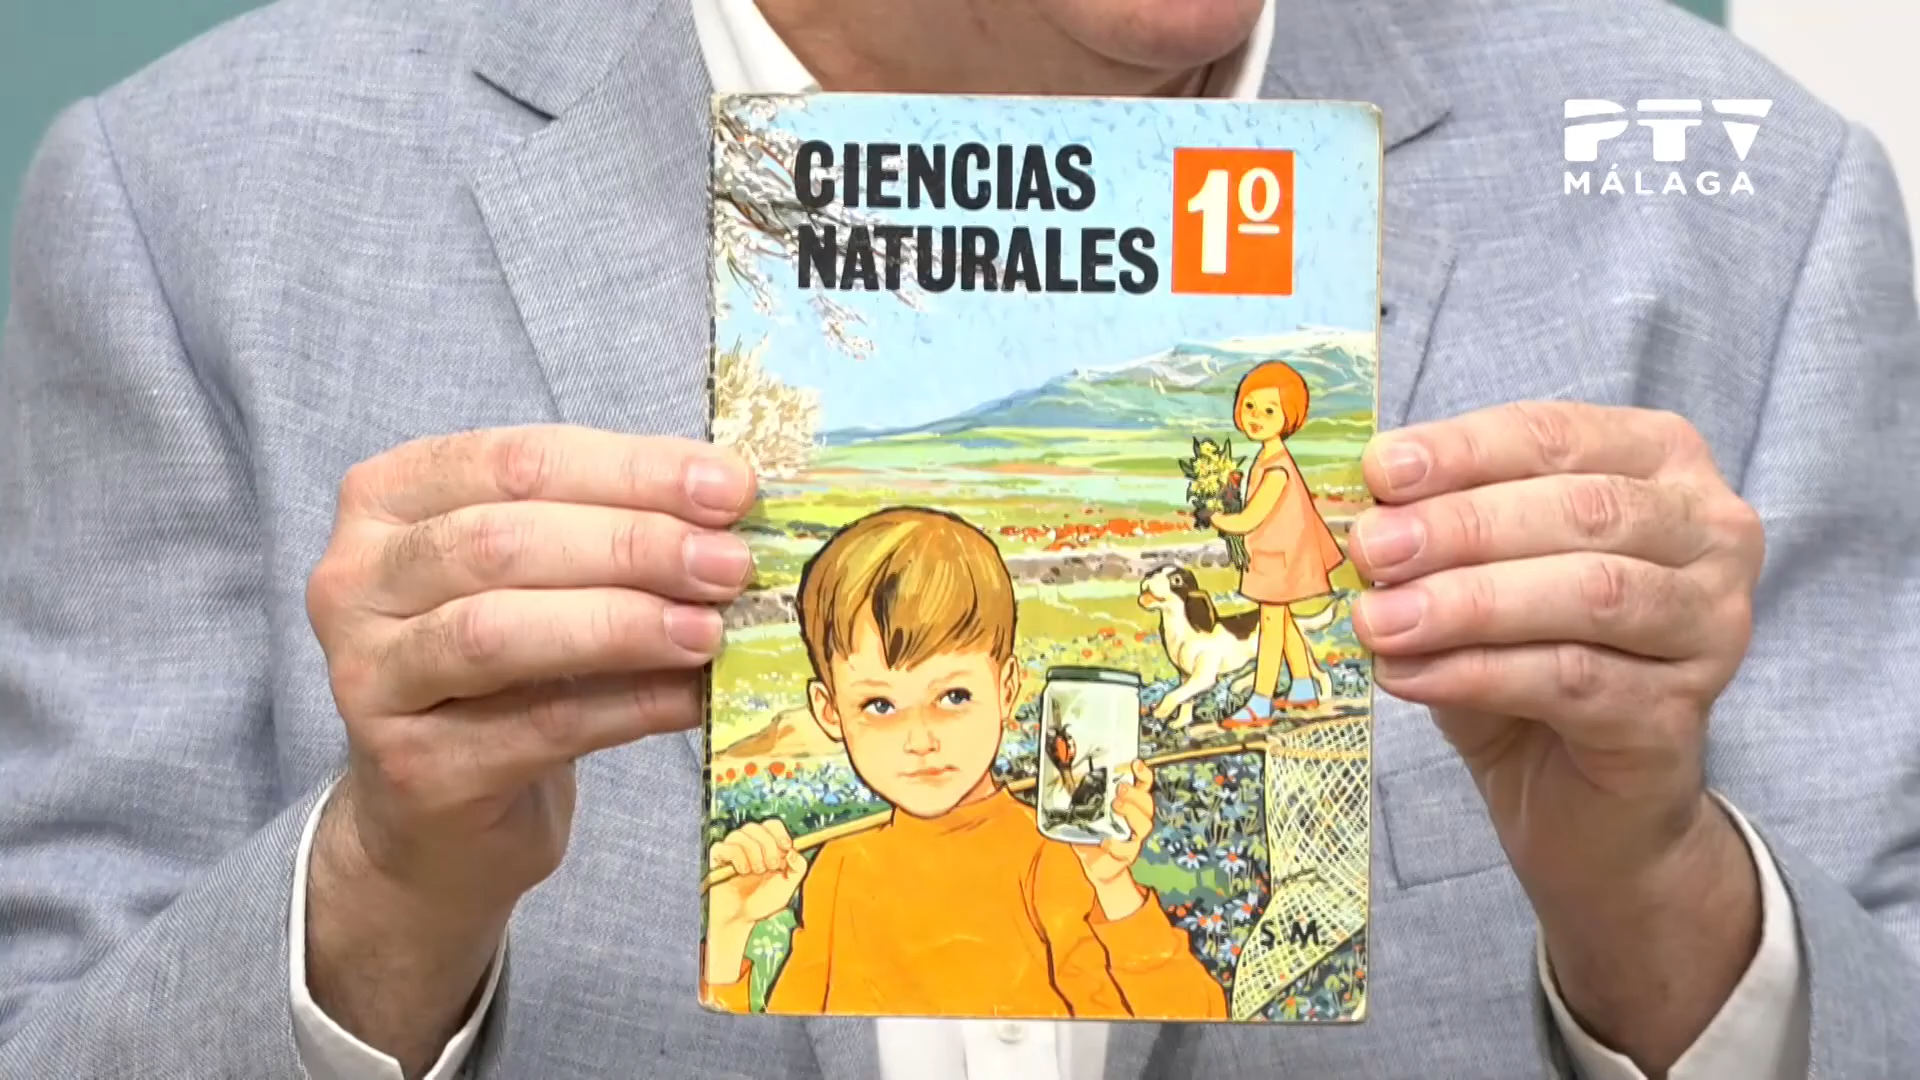 CIENCIAS
NATURALES
1º
S.M.
PTV
MÁLAGA